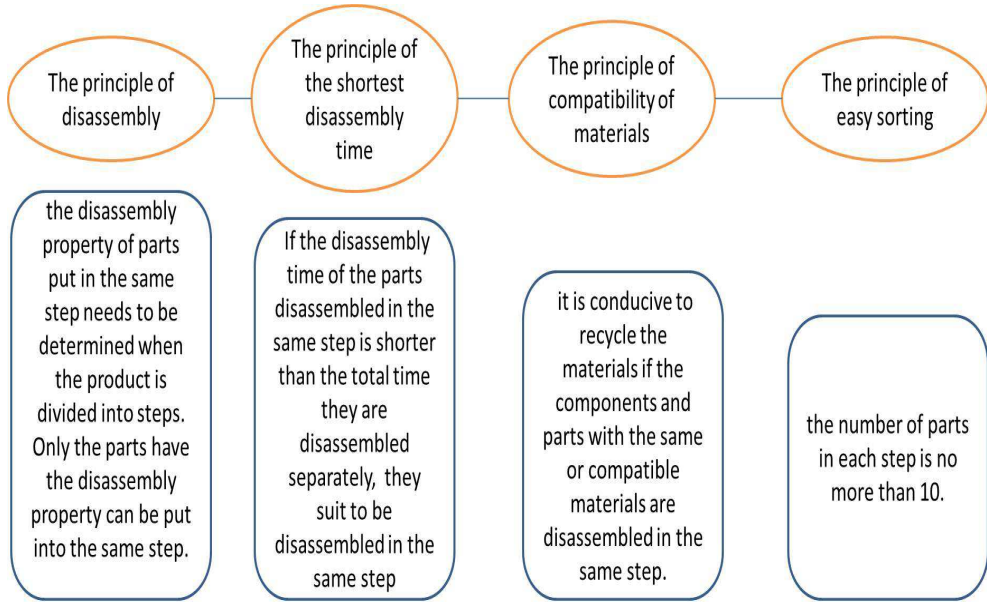 The principle of
disassembly
The principle of
the shortest
disassembly
time
The principle of
compatibility of
materials
The principle of
easy sorting
the disassembly
property of parts
put in the same
step needs to be
determined when
the product is
divided into steps.
Only the parts have
the disassembly
property can be put
into the same step.
If the disassembly
time of the parts
disassembled in the
same step is shorter
than the total time
they are
disassembled
separately, they
suit to be
disassembled in the
same step
it is conducive to
recycle the
materials if the
components and
parts with the same
or compatible
materials are
disassembled in the
same step.
the number of parts
in each step is no
more than 10.